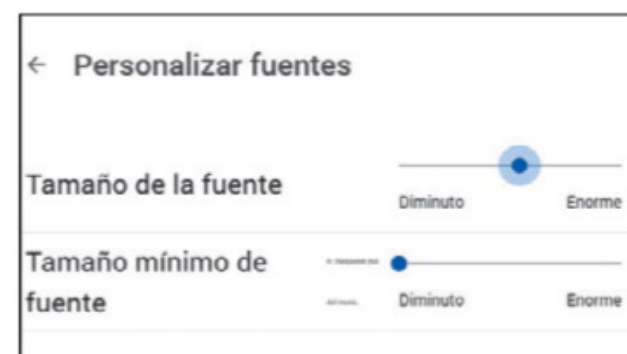 ← Personalizar fuentes
Tamaño de la fuente
Diminuto Enorme
Tamaño mínimo de
fuente
Diminuto Enorme